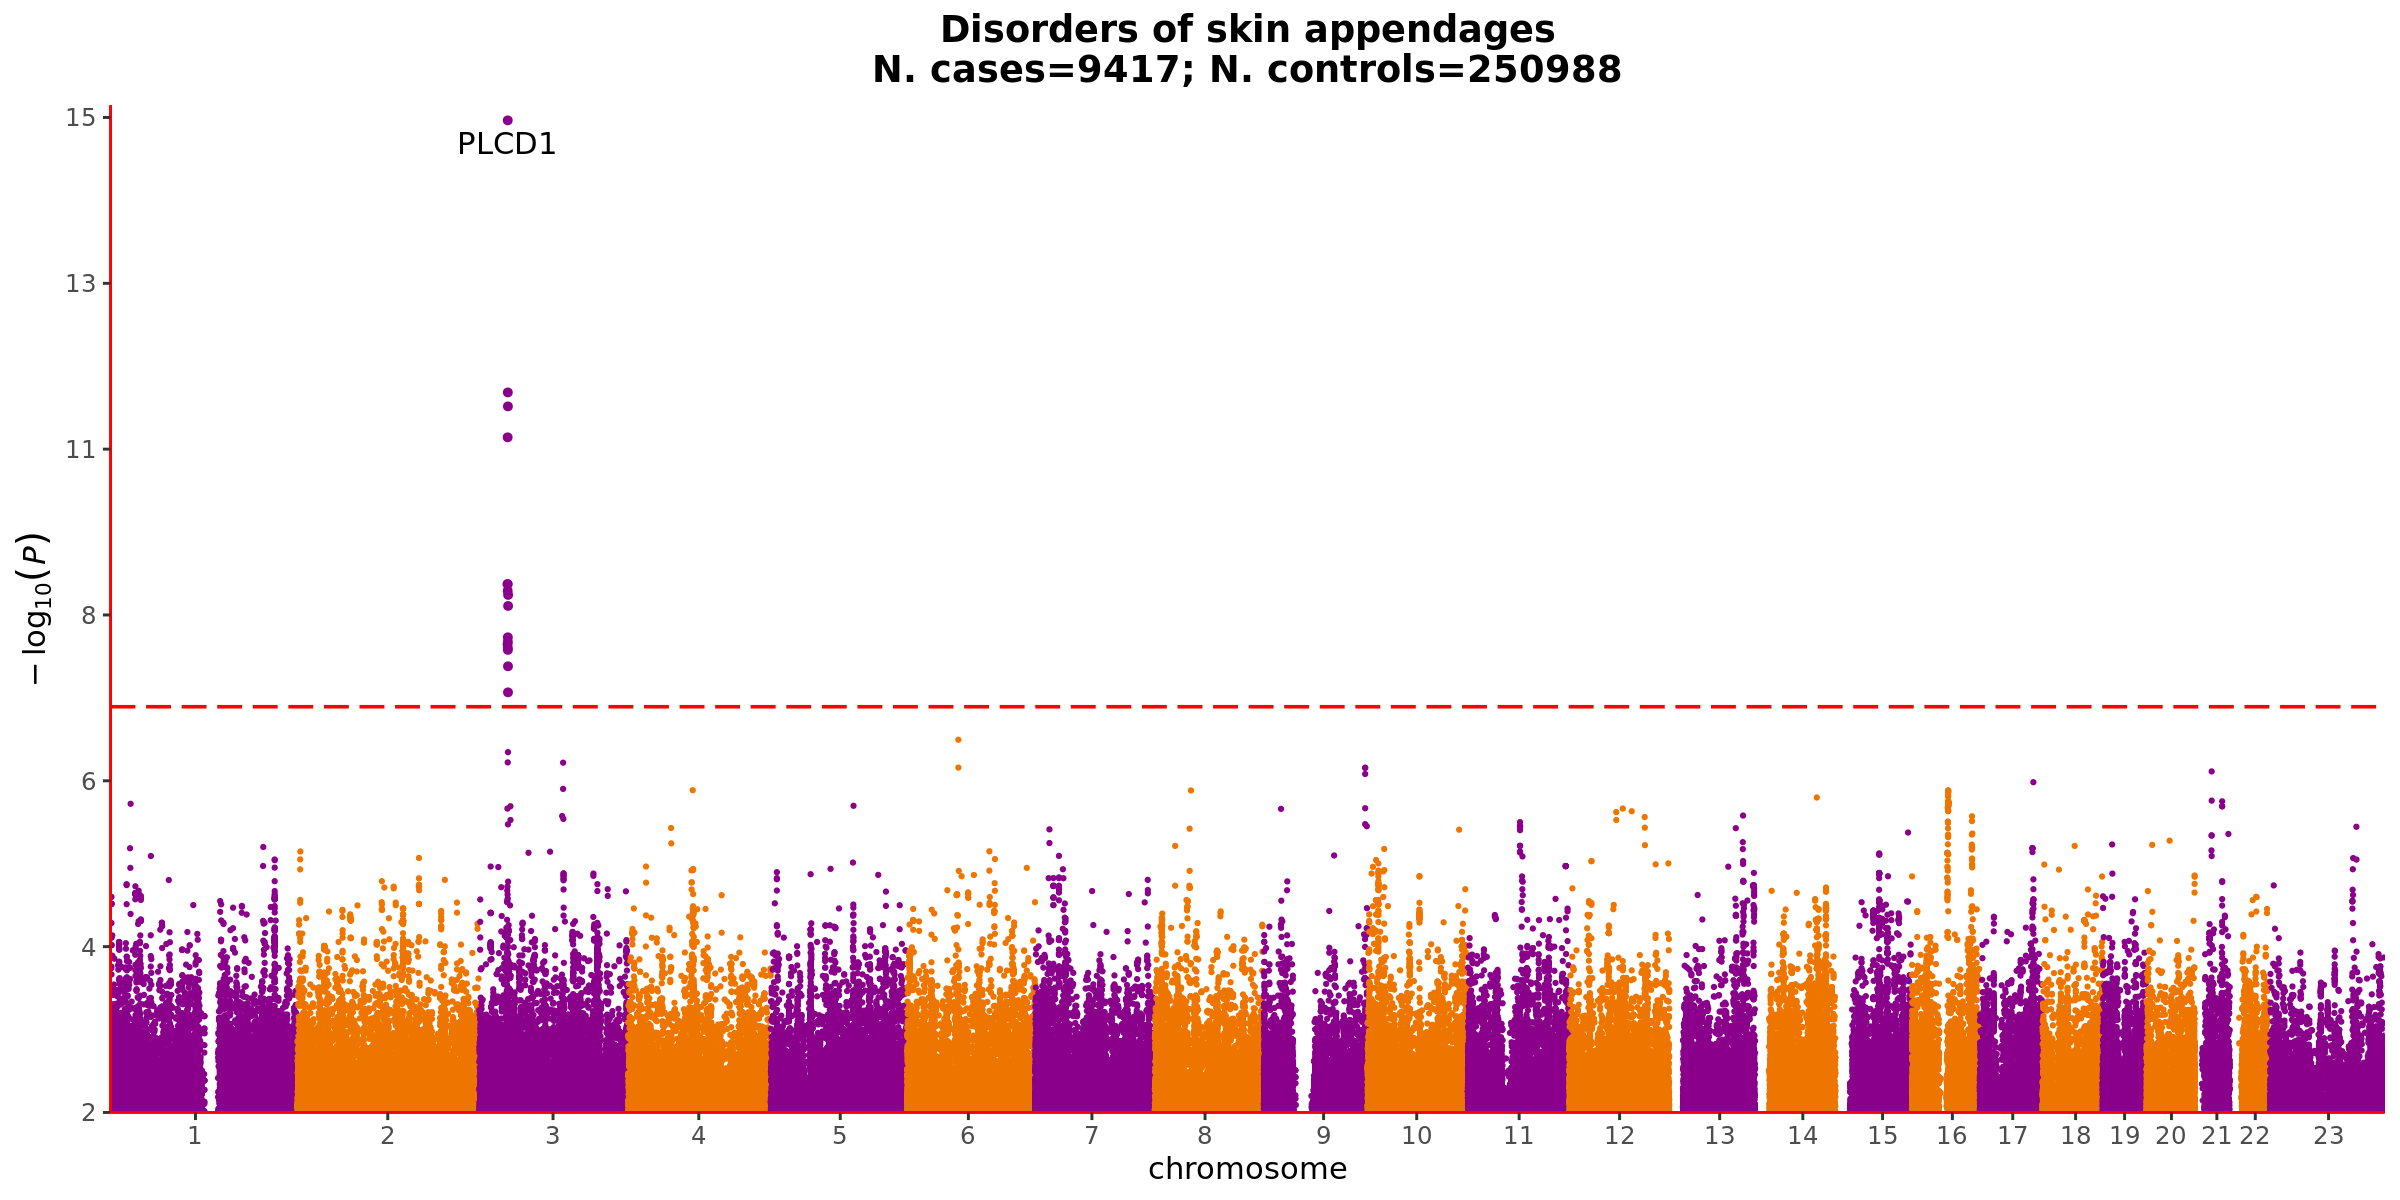 Disorders of skin appendages
N. cases=9417; N. controls=250988
15
PLCD1
13
11
8
6
4
2
− log10(P)
1 2 3 4 5 6 7 8 9 10 11 12 13 14 15 16 17 18 19 20 21 22 23
chromosome